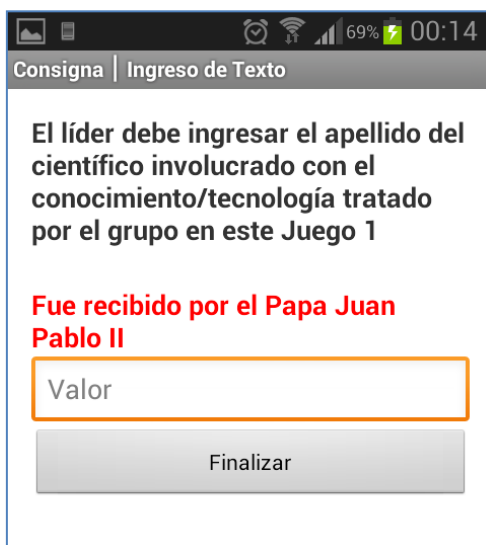 69% 00:14
Consigna | Ingreso de Texto
El líder debe ingresar el apellido del
científico involucrado con el
conocimiento/tecnología tratado
por el grupo en este Juego 1
Fue recibido por el Papa Juan
Pablo II
Valor
Finalizar